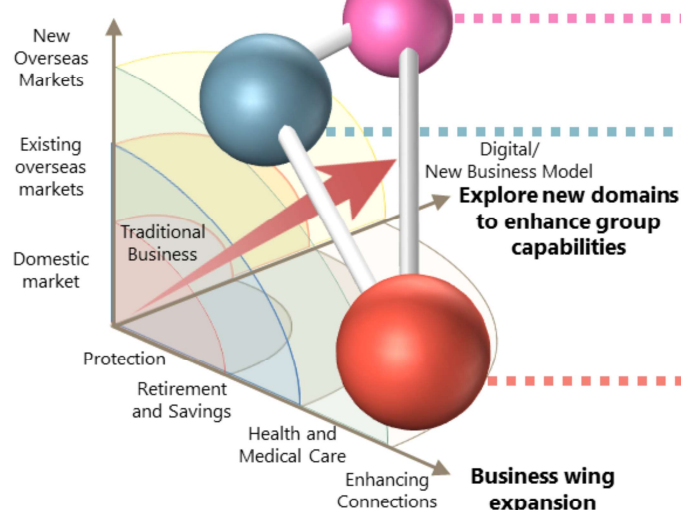 New
Overseas
Markets
Existing
overseas
markets
Domestic
market
Traditional
Business
Digital/
New Business Model
Explore new domains
to enhance group
capabilities
Protection
Retirement
and Savings
Health and
Medical Care
Enhancing
Connections
Business wing
expansion